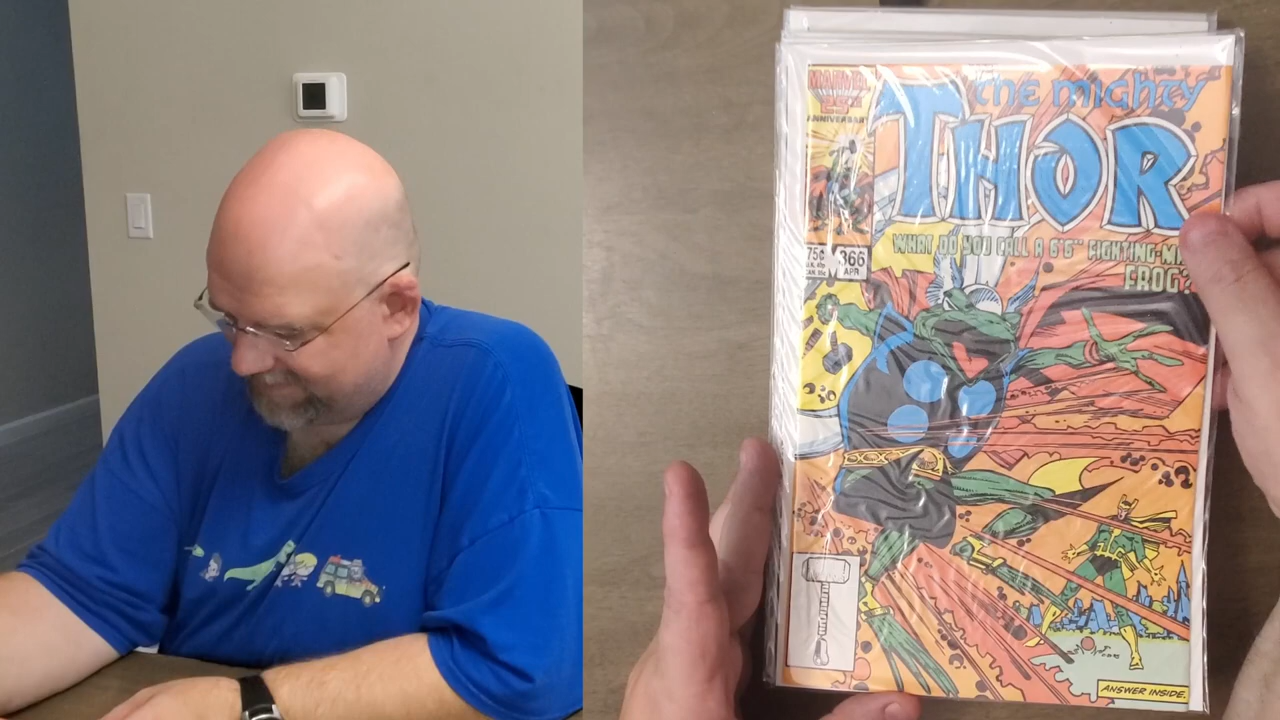 MARVEL
25TH
ANNIVERSARY
THE MIGHTY
THOR
75¢
366
APR
WHAT DO YOU CALL A 6'6" FIGHTING-
FROG?
ANSWER INSIDE.